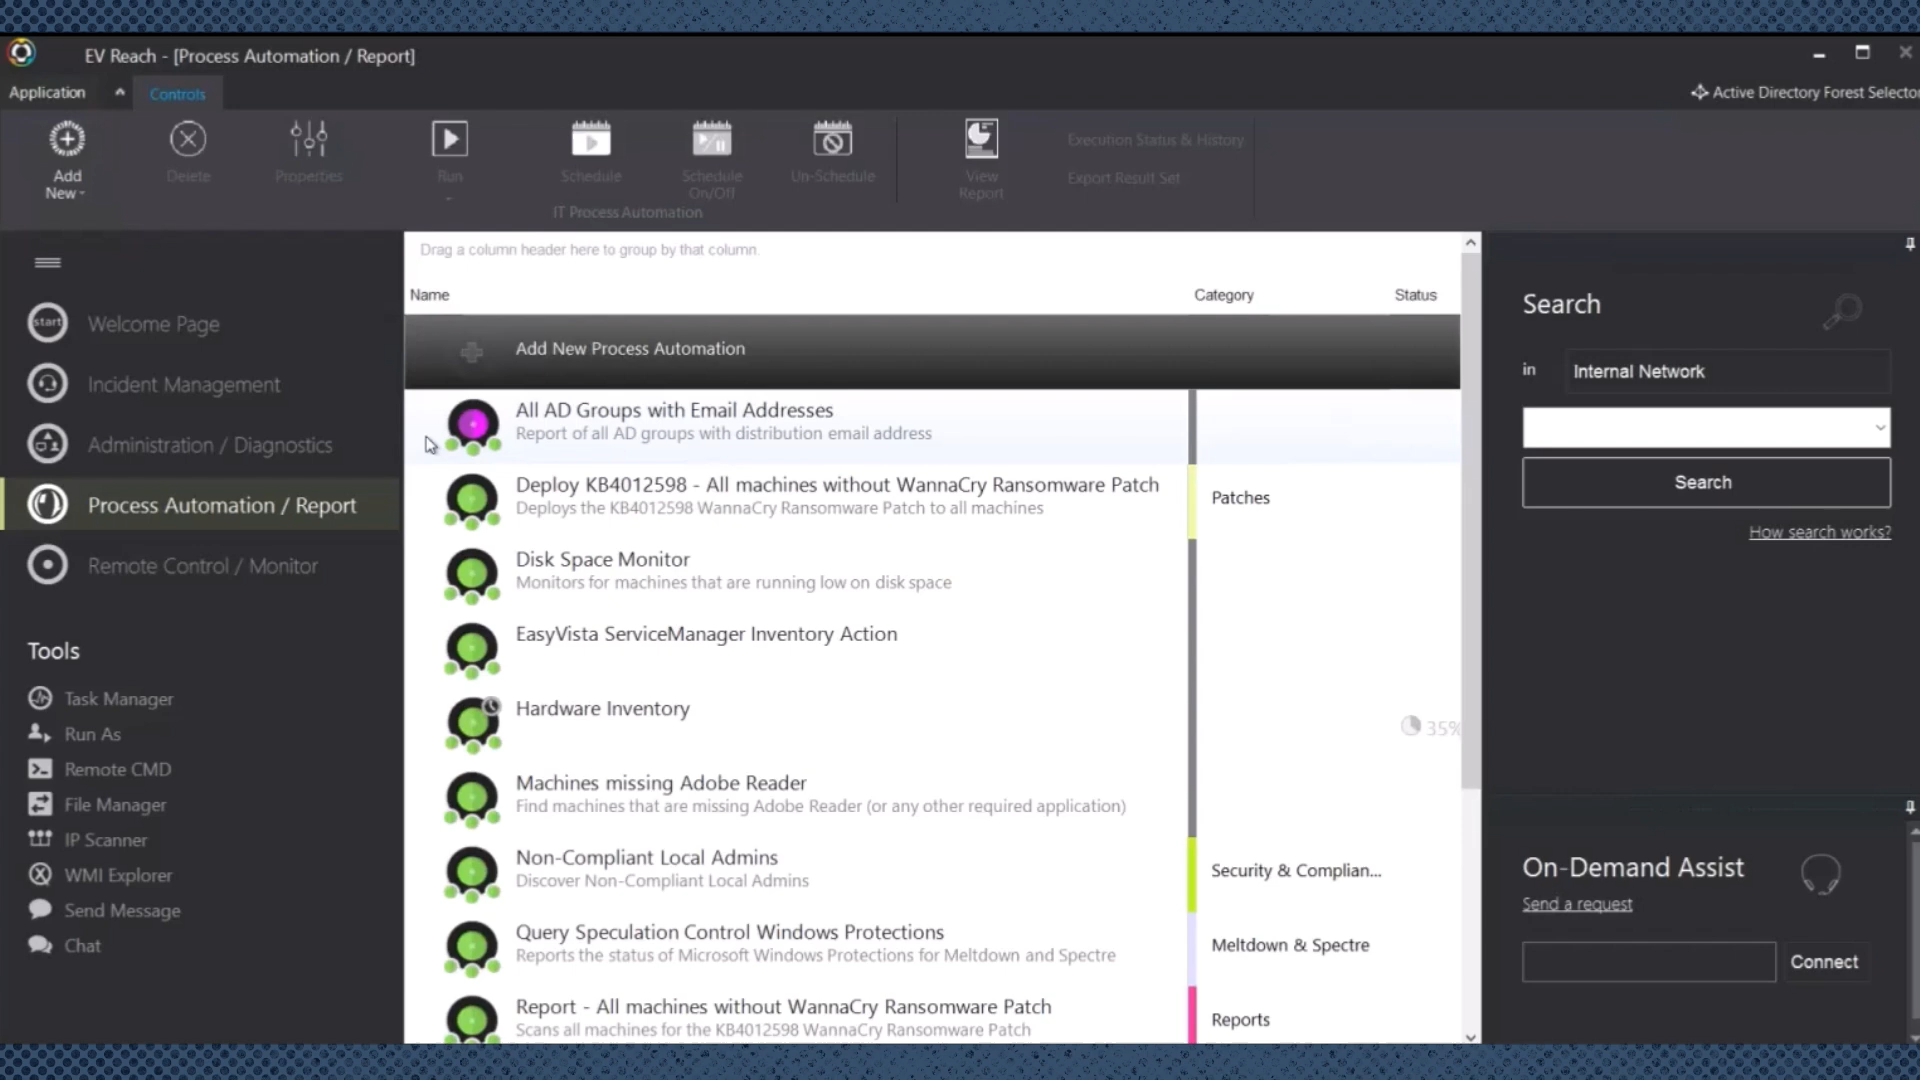 EV Reach - [Process Automation / Report]
Application
Controls
Active Directory Forest Selector
Add
New
Delete
Properties
Run
Schedule
Schedule
On/Off
Un-Schedule
IT Process Automation
View
Report
Execution Status & History
Export Result Set
start
Welcome Page
Incident Management
Administration / Diagnostics
Process Automation / Report
Remote Control / Monitor
Tools
Task Manager
Run As
Remote CMD
File Manager
IP Scanner
WMI Explorer
Send Message
Chat
Drag a column header here to group by that column.
Name Category Status
Add New Process Automation
All AD Groups with Email Addresses
Report of all AD groups with distribution email address
Deploy KB4012598 - All machines without WannaCry Ransomware Patch
Deploys the KB4012598 WannaCry Ransomware Patch to all machines
Patches
Disk Space Monitor
Monitors for machines that are running low on disk space
EasyVista ServiceManager Inventory Action
Hardware Inventory
35%
Machines missing Adobe Reader
Find machines that are missing Adobe Reader (or any other required application)
Non-Compliant Local Admins
Discover Non-Compliant Local Admins
Security & Complian...
Query Speculation Control Windows Protections
Reports the status of Microsoft Windows Protections for Meltdown and Spectre
Meltdown & Spectre
Report - All machines without WannaCry Ransomware Patch
Scans all machines for the KB4012598 WannaCry Ransomware Patch
Reports
Search
in Internal Network
Search
How search works?
On-Demand Assist
Send a request
Connect